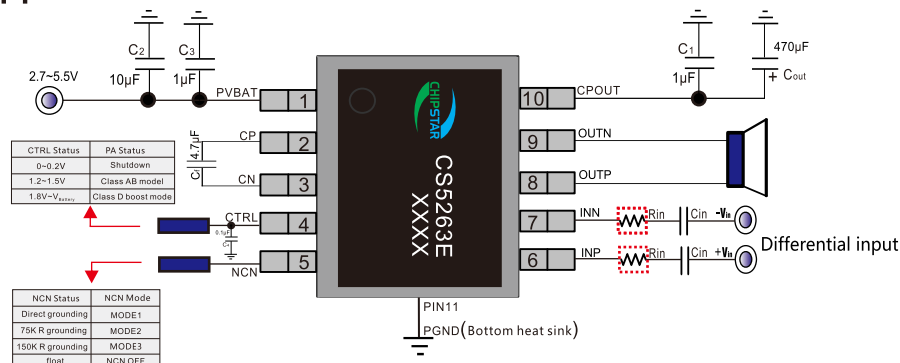 C2
C3
2.7~5.5V
10μF
1μF
PVBAT
1
CP
2
4.7μF
CN
3
CTRL
4
0.1μF
NCN
5
CTRL Status PA Status
0~0.2V Shutdown
1.2~1.5V Class AB model
1.8V~VBattery Class D boost mode
NCN Status NCN Mode
Direct grounding MODE1
75K R grounding MODE2
150K R grounding MODE3
float NCN OFF
CHIPSTAR
CS5263E
XXXX
C1
1μF
470μF
+ Cout
10 CPOUT
9 OUTN
8 OUTP
7 INN Rin Cin -Vin
6 INP Rin Cin +Vin
Differential input
PIN11
PGND(Bottom heat sink)